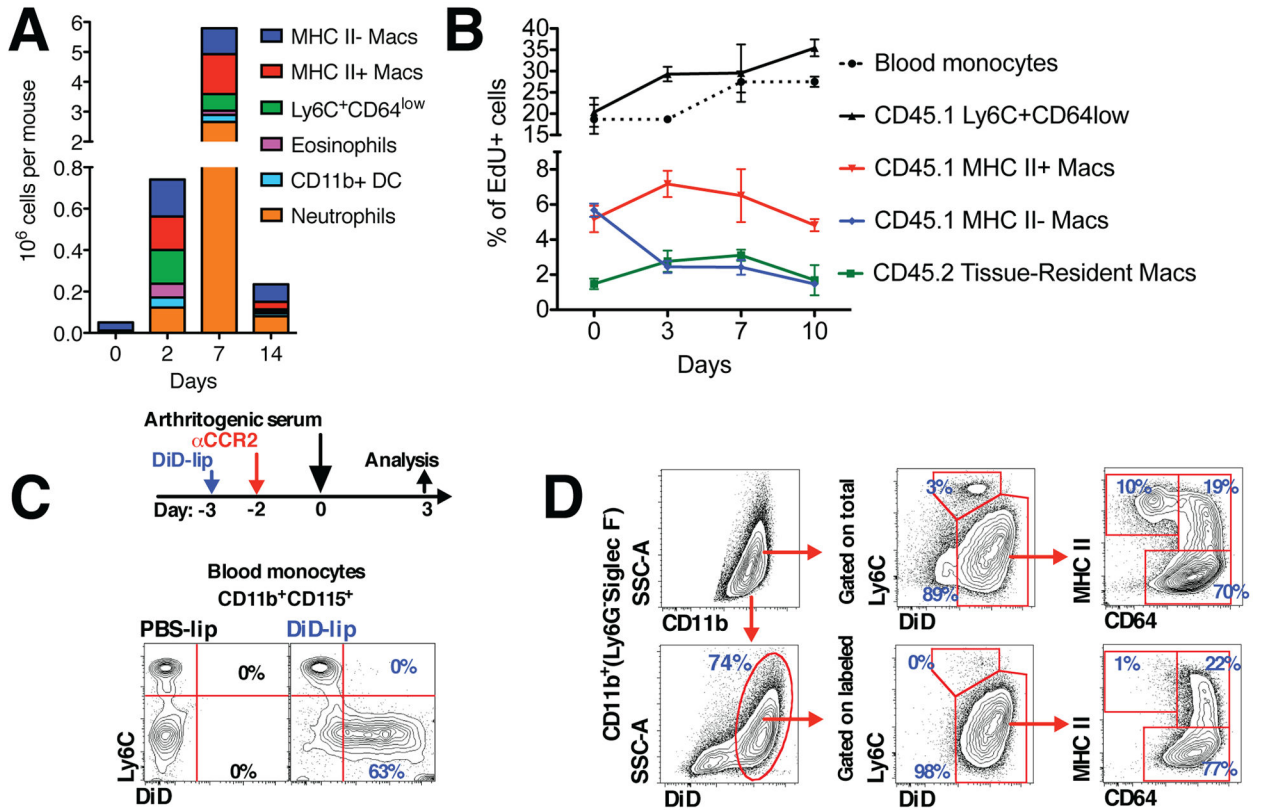 A
10⁶ cells per mouse
6
5
4
3
2
0.8
0.6
0.4
0.2
0.0
0 2 7 14
Days
MHC II- Macs
MHC II+ Macs
Ly6C⁺CD64ˡᵒʷ
Eosinophils
CD11b+ DC
Neutrophils
B
% of EdU+ cells
40
35
30
25
20
15
8
6
4
2
0
0 3 7 10
Days
Blood monocytes
CD45.1 Ly6C+CD64low
CD45.1 MHC II+ Macs
CD45.1 MHC II- Macs
CD45.2 Tissue-Resident Macs
C
Arthritogenic serum
αCCR2
DiD-lip
Analysis
Day: -3 -2 0 3
Blood monocytes
CD11b⁺CD115⁺
PBS-lip DiD-lip
0% 0%
0% 63%
Ly6C
DiD
D
CD11b⁺(Ly6G⁻Siglec F)
SSC-A
CD11b
Gated on total
Ly6C
3%
89%
DiD
MHC II
10% 19%
70%
CD64
SSC-A
74%
DiD
Gated on labeled
Ly6C
0%
98%
DiD
MHC II
1% 22%
77%
CD64